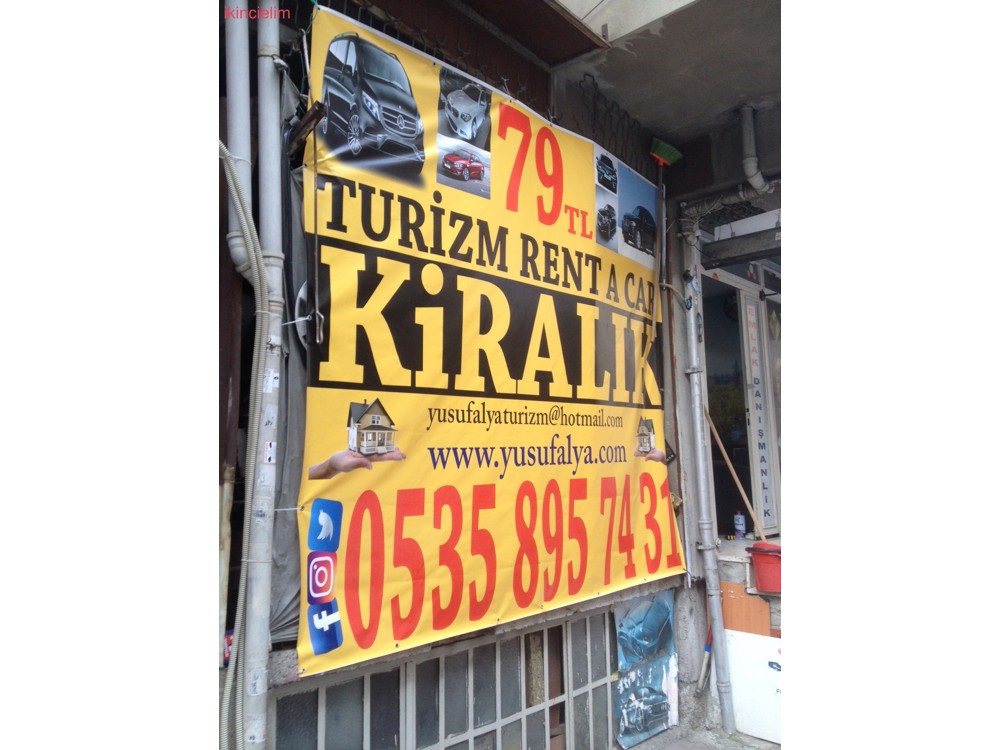 ikincielim
79 TL
TURİZM RENT A CAR
KİRALIK
yusufalyaturizm@hotmail.com
www.yusufalya.com
0535 895 74 31
EMLAK DANIŞMANLIK